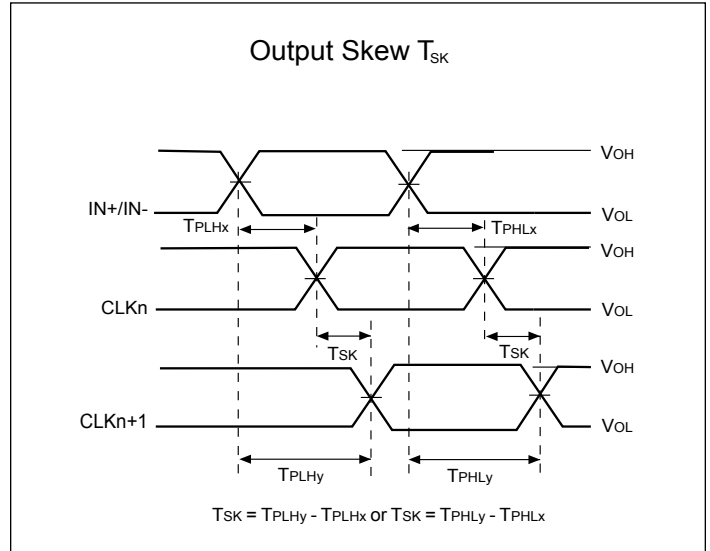 Output Skew TSK
VOH
IN+/IN-
VOL
TPLHx
TPHLx
VOH
CLKn
VOL
TSK
TSK
VOH
CLKn+1
VOL
TPLHy
TPHLy
TSK = TPLHy - TPLHx or TSK = TPHLy - TPHLx